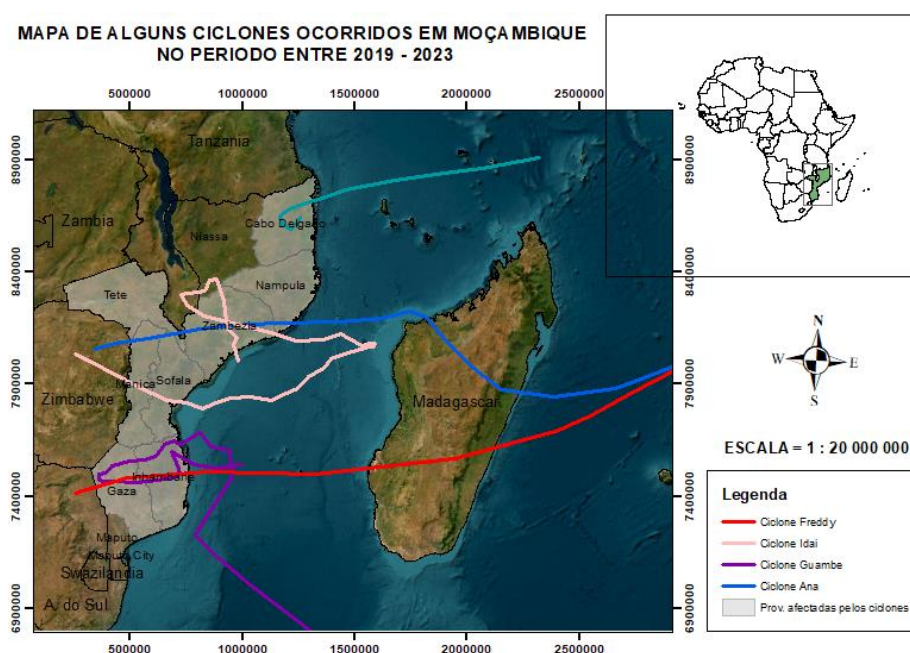 MAPA DE ALGUNS CICLONES OCORRIDOS EM MOÇAMBIQUE
NO PERIODO ENTRE 2019 - 2023
500000 1000000 1500000 2000000 2500000
8900000 8900000
8400000 8400000
7900000 7900000
7400000 7400000
6900000 6900000
Tanzania
Zambia
Cabo Delgado
Niassa
Nampula
Tete
Zambezia
Manica
Sofala
Zimbabwe
Madagascar
Inhambane
Gaza
Maputo
Maputo City
Swazilandia
A. do Sul
500000 1000000 1500000 2000000 2500000
N
W E
S
ESCALA = 1 : 20 000 000
Legenda
Ciclone Freddy
Ciclone Idai
Ciclone Guambe
Ciclone Ana
Prov. afectadas pelos ciclones